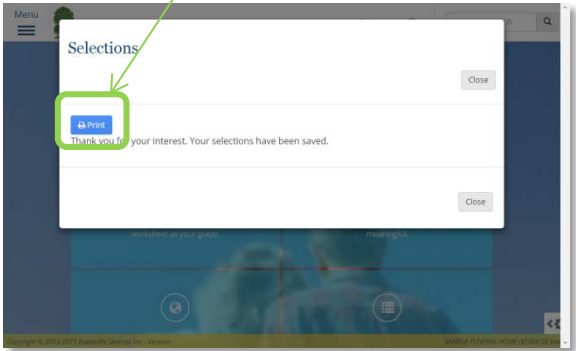 Menu
Selections
Close
Print
Thank you for your interest. Your selections have been saved.
Close
worksheet as your guide.
meaningful.
Copyright © 2013-2015 Batesville Services, Inc. - Version:
SAMPLE FUNERAL HOME